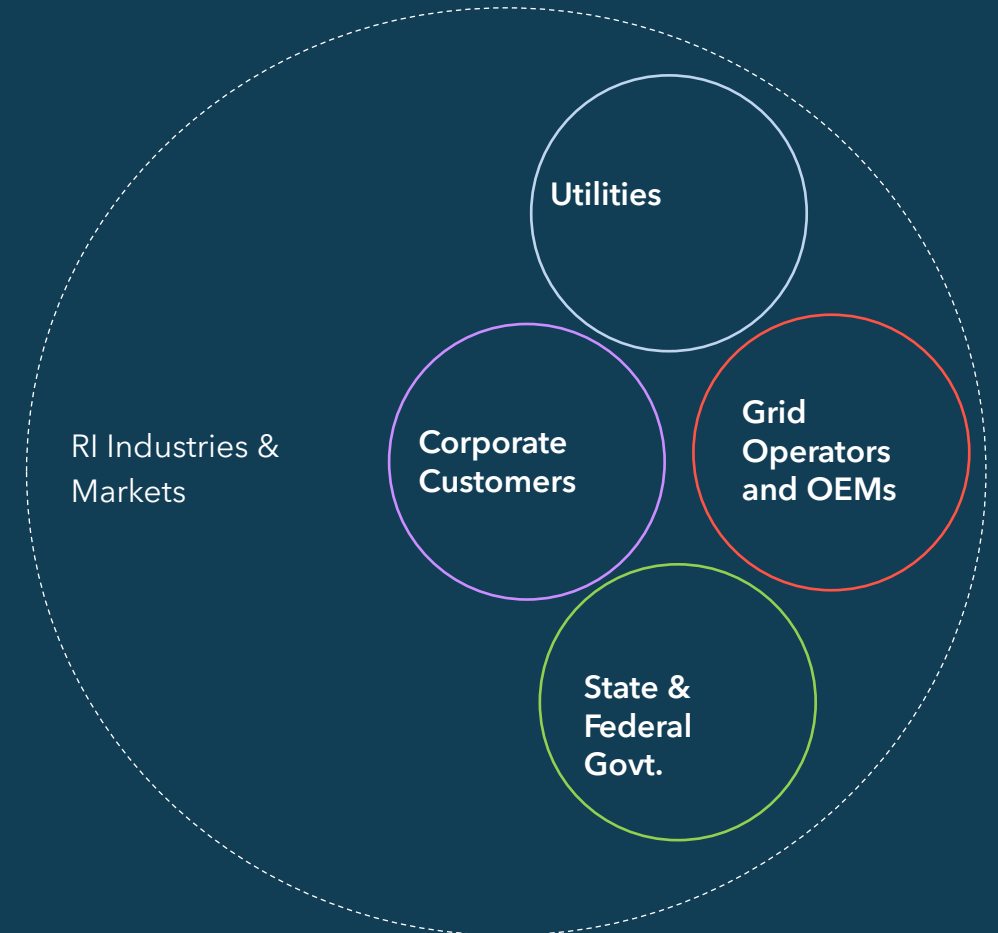 Utilities
RI Industries &
Markets
Corporate
Customers
Grid
Operators
and OEMs
State &
Federal
Govt.